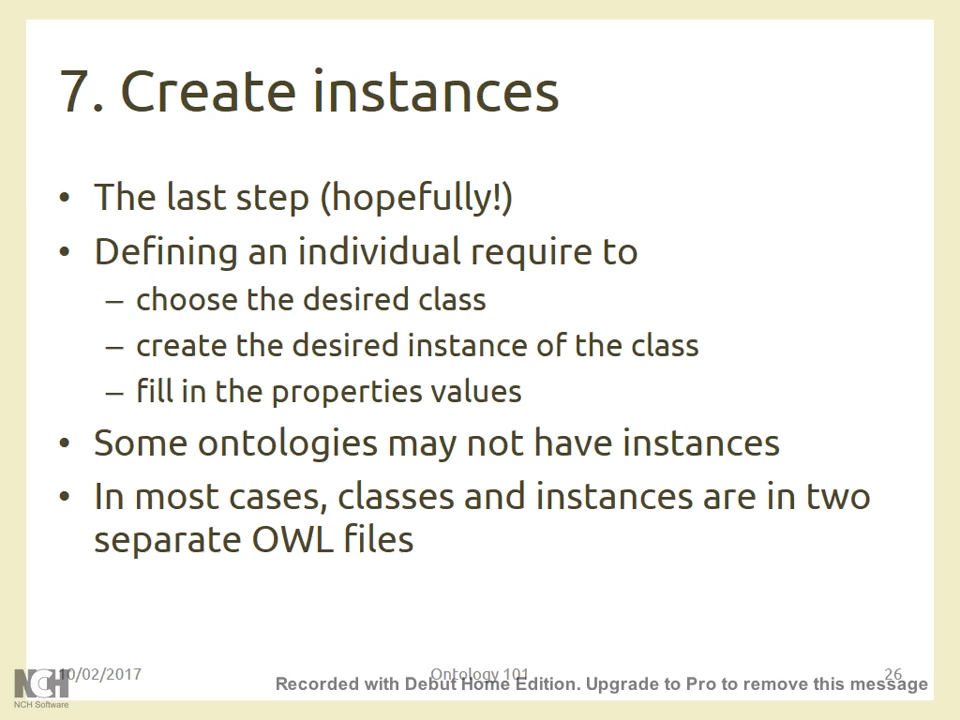 7. Create instances
• The last step (hopefully!)
• Defining an individual require to
– choose the desired class
– create the desired instance of the class
– fill in the properties values
• Some ontologies may not have instances
• In most cases, classes and instances are in two
separate OWL files
10/02/2017
Ontology 101
26
Recorded with Debut Home Edition. Upgrade to Pro to remove this message
NCH
NCH Software